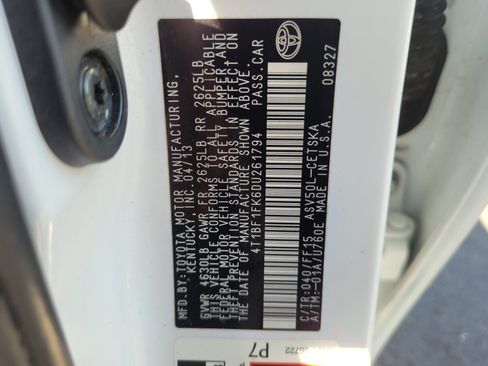 MFD. BY: TOYOTA MOTOR MANUFACTURING,
KENTUCKY, INC. 04/13
GVWR 4630LB GAWR FR 2625LB RR 2625LB
THIS VEHICLE CONFORMS TO ALL APPLICABLE
FEDERAL MOTOR VEHICLE SAFETY, BUMPER, AND
THEFT PREVENTION STANDARDS IN EFFECT ON
THE DATE OF MANUFACTURE SHOWN ABOVE.
4T1BF1FK6DU261794 PASS.CAR
C/TR: 040/FF15 ASV50L-CETSKA
A/TM: -01A/U760E MADE IN U.S.A.
08327
P7